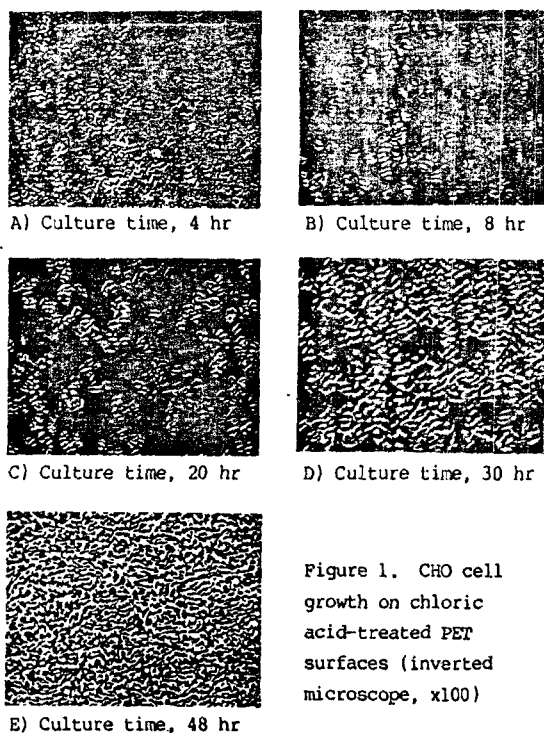 A) Culture time, 4 hr
B) Culture time, 8 hr
C) Culture time, 20 hr
D) Culture time, 30 hr
E) Culture time, 48 hr
Figure 1. CHO cell
growth on chloric
acid-treated PET
surfaces (inverted
microscope, x100)